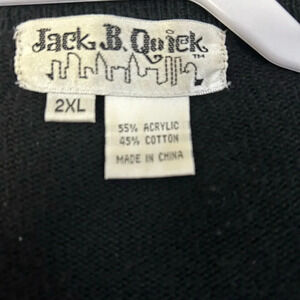 Jack. B. Quick
TM
2XL
55% ACRYLIC
45% COTTON
MADE IN CHINA